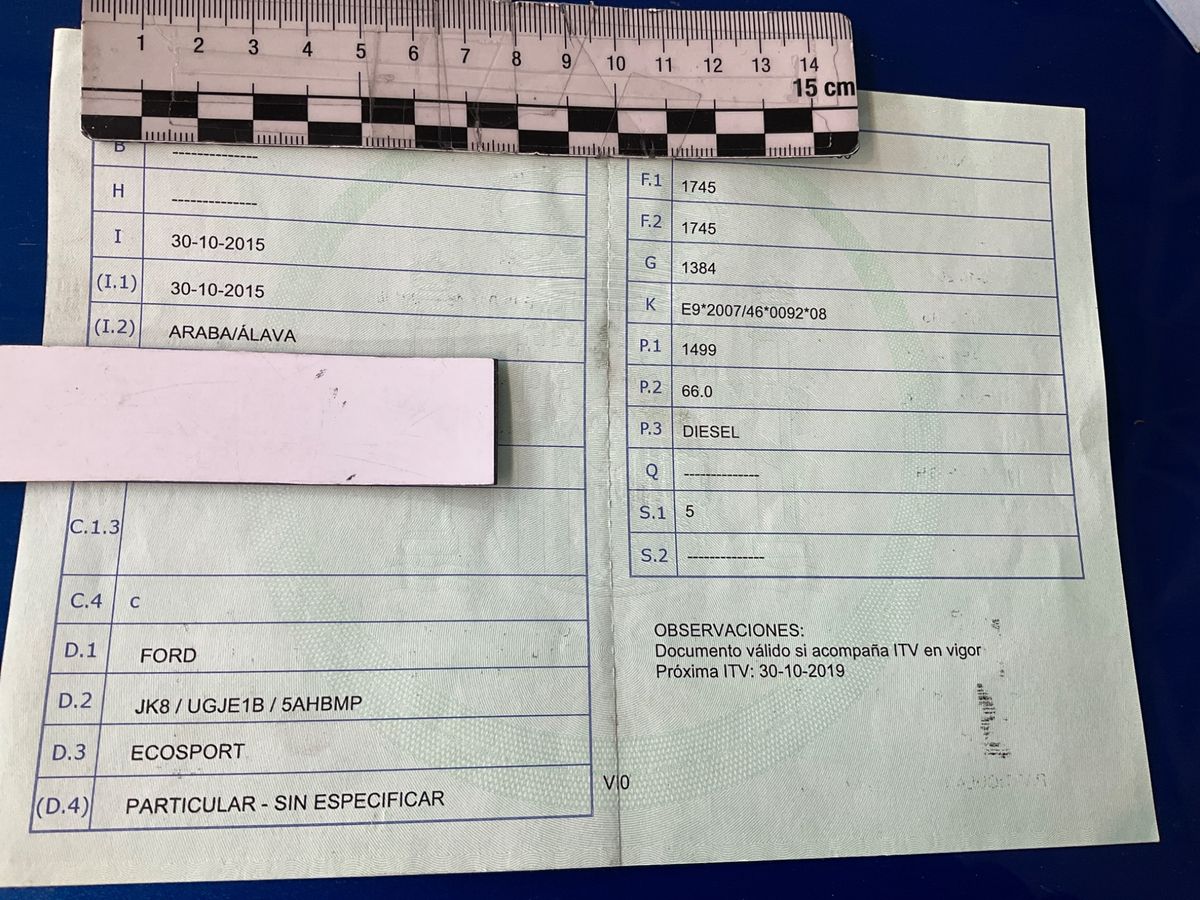 1 2 3 4 5 6 7 8 9 10 11 12 13 14
15 cm
B --------------
H --------------
I 30-10-2015
(I.1) 30-10-2015
(I.2) ARABA/ÁLAVA
C.1.3
C.4 c
D.1 FORD
D.2 JK8 / UGJE1B / 5AHBMP
D.3 ECOSPORT
(D.4) PARTICULAR - SIN ESPECIFICAR
F.1 1745
F.2 1745
G 1384
K E9*2007/46*0092*08
P.1 1499
P.2 66.0
P.3 DIESEL
Q --------------
S.1 5
S.2 --------------
OBSERVACIONES:
Documento válido si acompaña ITV en vigor
Próxima ITV: 30-10-2019
V|0